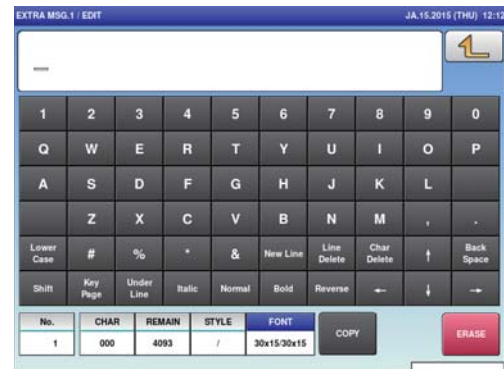 EXTRA MSG.1 / EDIT JA.15.2015 (THU) 12:12
1 2 3 4 5 6 7 8 9 0
Q W E R T Y U I O P
A S D F G H J K L
Z X C V B N M , .
Lower Case # % * & New Line Line Delete Char Delete ↑ Back Space
Shift Key Page Under Line Italic Normal Bold Reverse ← ↓ →
No. CHAR REMAIN STYLE FONT COPY ERASE
1 000 4093 / 30x15/30x15